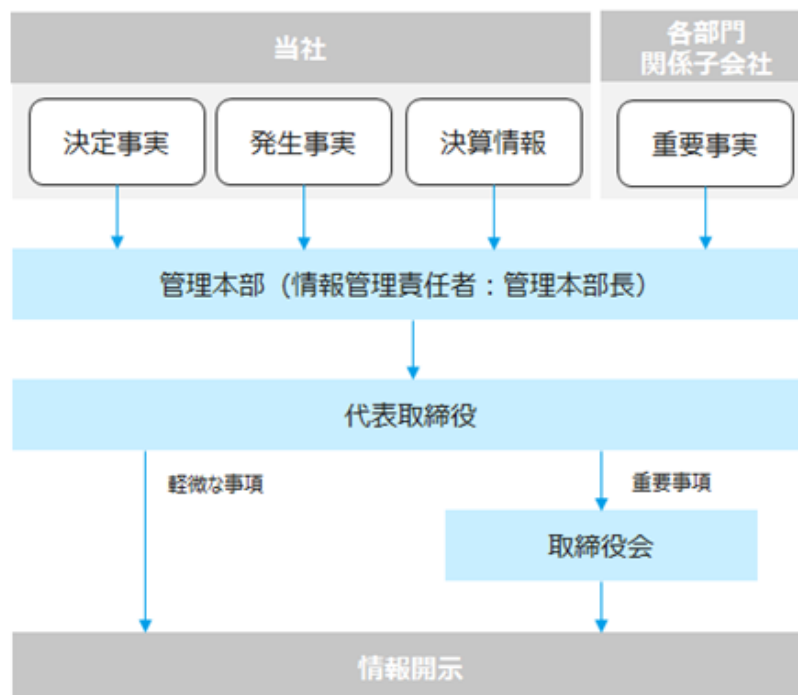 当社
各部門
関係子会社
決定事実
発生事実
決算情報
重要事実
管理本部（情報管理責任者：管理本部長）
代表取締役
軽微な事項
重要事項
取締役会
情報開示